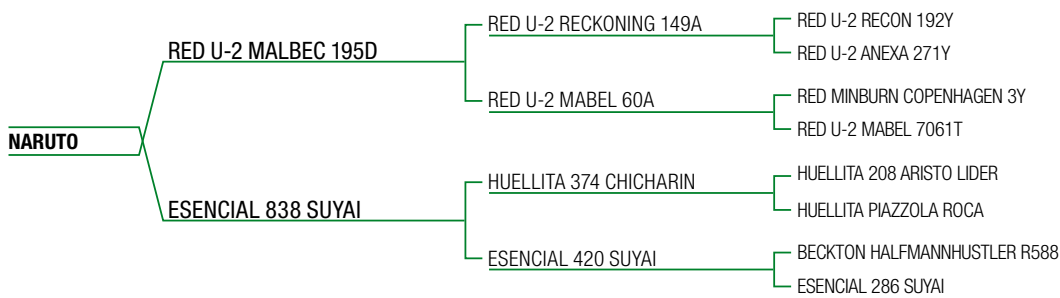 RED U-2 RECKONING 149A
RED U-2 RECON 192Y
RED U-2 ANEXA 271Y
RED U-2 MALBEC 195D
RED U-2 MABEL 60A
RED MINBURN COPENHAGEN 3Y
RED U-2 MABEL 7061T
NARUTO
HUELLITA 374 CHICHARIN
HUELLITA 208 ARISTO LIDER
HUELLITA PIAZZOLA ROCA
ESENCIAL 838 SUYAI
ESENCIAL 420 SUYAI
BECKTON HALFMANNHUSTLER R588
ESENCIAL 286 SUYAI